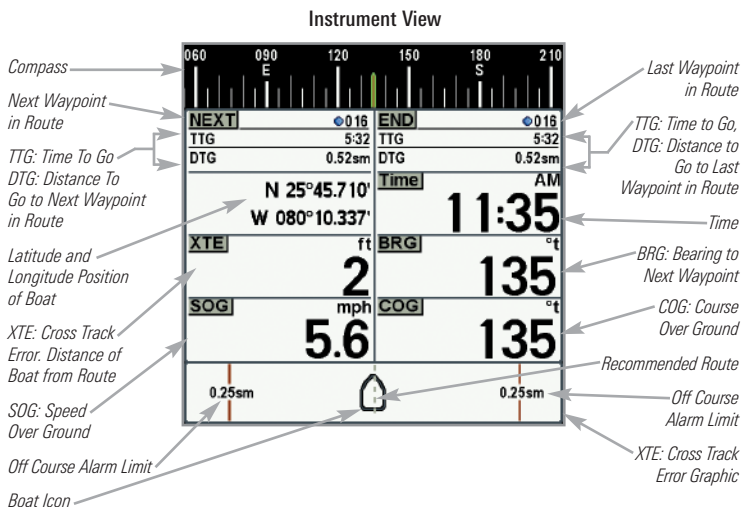 Instrument View
060 090 120 150 180 210
E S
Compass
Next Waypoint
in Route
TTG: Time To Go
DTG: Distance To
Go to Next Waypoint
in Route
Latitude and
Longitude Position
of Boat
XTE: Cross Track
Error. Distance of
Boat from Route
SOG: Speed
Over Ground
Off Course Alarm Limit
Boat Icon
NEXT 016
TTG 5:32
DTG 0.52sm
N 25°45.710'
W 080°10.337'
XTE ft
2
SOG mph
5.6
END 016
TTG 5:32
DTG 0.52sm
Time AM
11:35
BRG °t
135
COG °t
135
0.25sm 0.25sm
Last Waypoint
in Route
TTG: Time to Go,
DTG: Distance to
Go to Last
Waypoint in Route
Time
BRG: Bearing to
Next Waypoint
COG: Course
Over Ground
Recommended Route
Off Course
Alarm Limit
XTE: Cross Track
Error Graphic